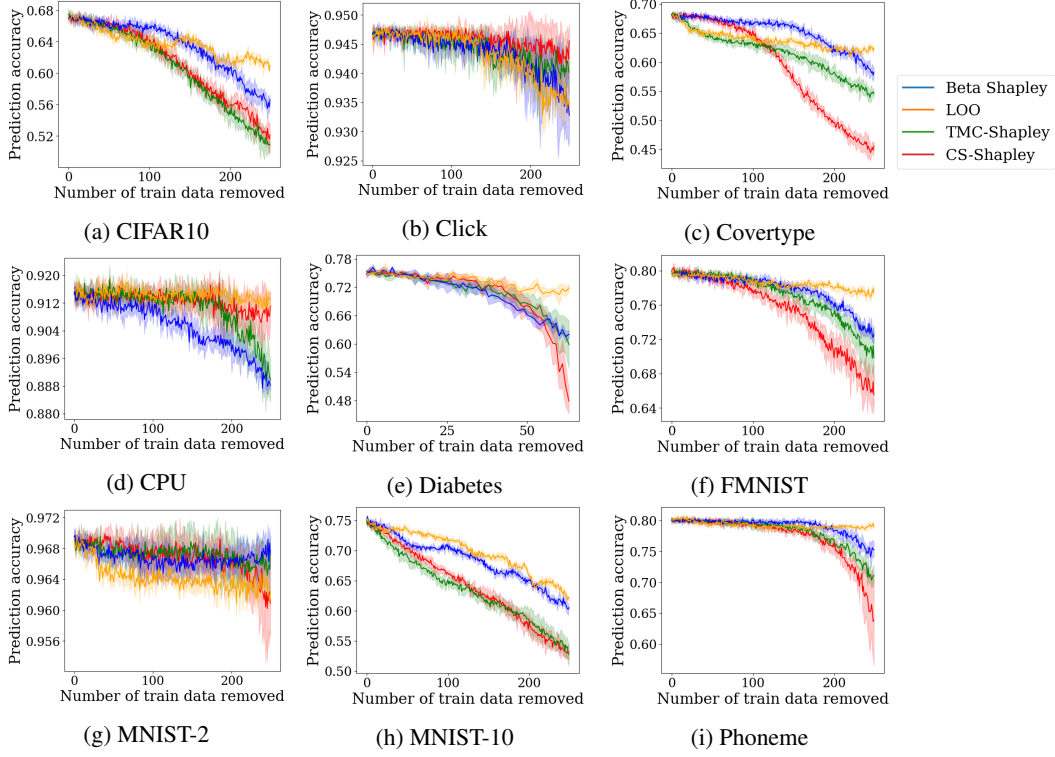 0.68
0.64
0.60
0.56
0.52
0
100
200
Prediction accuracy
Number of train data removed
(a) CIFAR10
0.950
0.945
0.940
0.935
0.930
0.925
0
100
200
Prediction accuracy
Number of train data removed
(b) Click
0.70
0.65
0.60
0.55
0.50
0.45
0
100
200
Prediction accuracy
Number of train data removed
(c) Covertype
Beta Shapley
LOO
TMC-Shapley
CS-Shapley
0.920
0.912
0.904
0.896
0.888
0.880
0
100
200
Prediction accuracy
Number of train data removed
(d) CPU
0.78
0.72
0.66
0.60
0.54
0.48
0
25
50
Prediction accuracy
Number of train data removed
(e) Diabetes
0.80
0.76
0.72
0.68
0.64
0
100
200
Prediction accuracy
Number of train data removed
(f) FMNIST
0.972
0.968
0.964
0.960
0.956
0
100
200
Prediction accuracy
Number of train data removed
(g) MNIST-2
0.75
0.70
0.65
0.60
0.55
0.50
0
100
200
Prediction accuracy
Number of train data removed
(h) MNIST-10
0.80
0.75
0.70
0.65
0.60
0
100
200
Prediction accuracy
Number of train data removed
(i) Phoneme